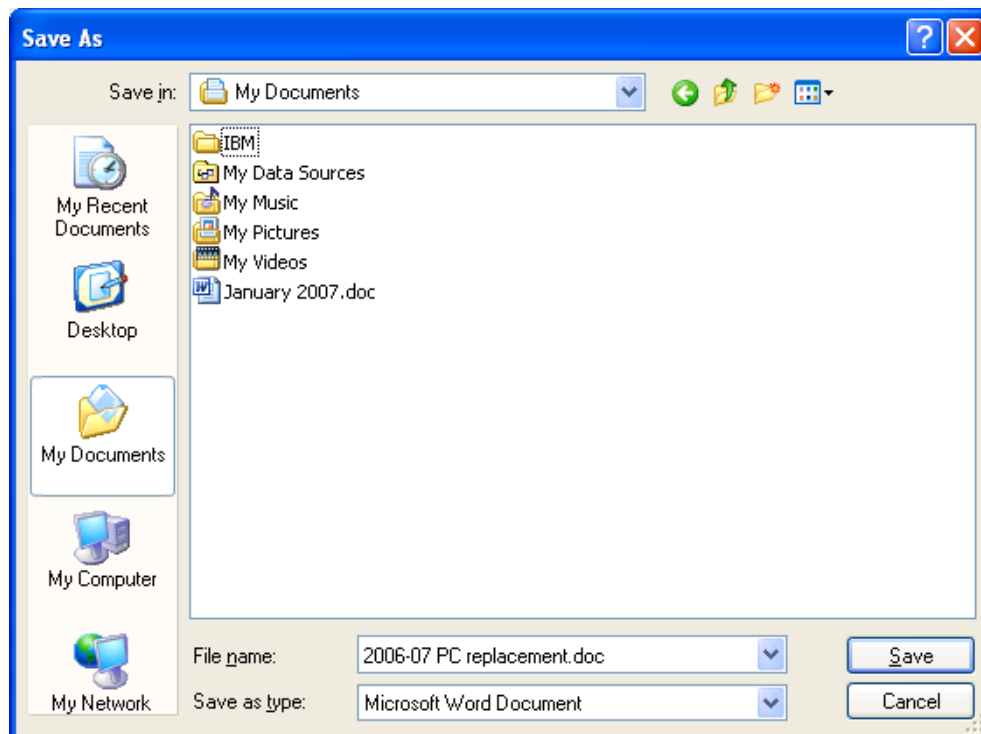 Save As
Save in: My Documents
My Recent
Documents
Desktop
My Documents
My Computer
My Network
IBM
My Data Sources
My Music
My Pictures
My Videos
January 2007.doc
File name: 2006-07 PC replacement.doc Save
Save as type: Microsoft Word Document Cancel